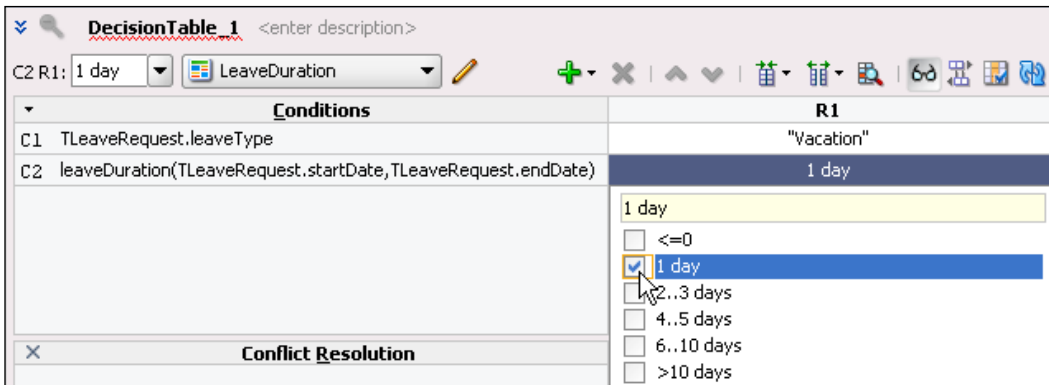 DecisionTable_1 <enter description>
C2 R1: 1 day LeaveDuration
Conditions R1
C1 TLeaveRequest.leaveType "Vacation"
C2 leaveDuration(TLeaveRequest.startDate,TLeaveRequest.endDate) 1 day
1 day
<=0
1 day
2..3 days
4..5 days
6..10 days
>10 days
Conflict Resolution